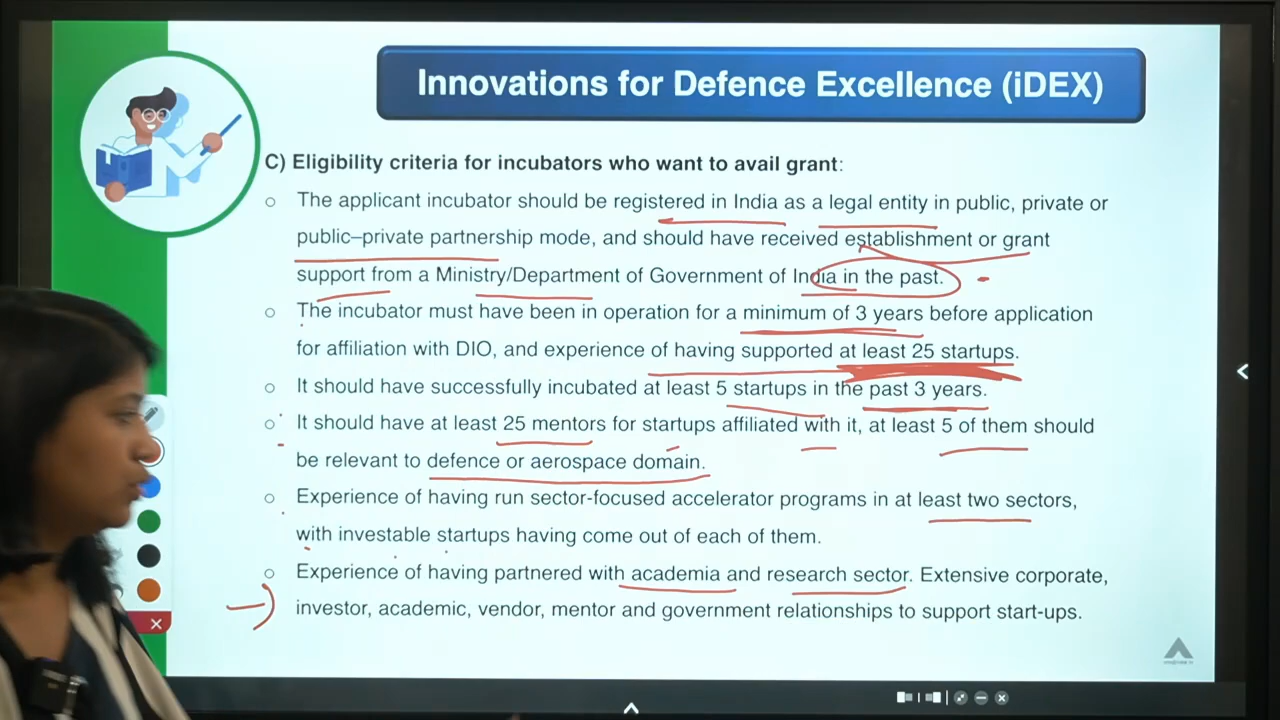 Innovations for Defence Excellence (iDEX)
C) Eligibility criteria for incubators who want to avail grant:
○ The applicant incubator should be registered in India as a legal entity in public, private or
public–private partnership mode, and should have received establishment or grant
support from a Ministry/Department of Government of India in the past.
○ The incubator must have been in operation for a minimum of 3 years before application
for affiliation with DIO, and experience of having supported at least 25 startups.
○ It should have successfully incubated at least 5 startups in the past 3 years.
○ It should have at least 25 mentors for startups affiliated with it, at least 5 of them should
be relevant to defence or aerospace domain.
○ Experience of having run sector-focused accelerator programs in at least two sectors,
with investable startups having come out of each of them.
○ Experience of having partnered with academia and research sector. Extensive corporate,
investor, academic, vendor, mentor and government relationships to support start-ups.